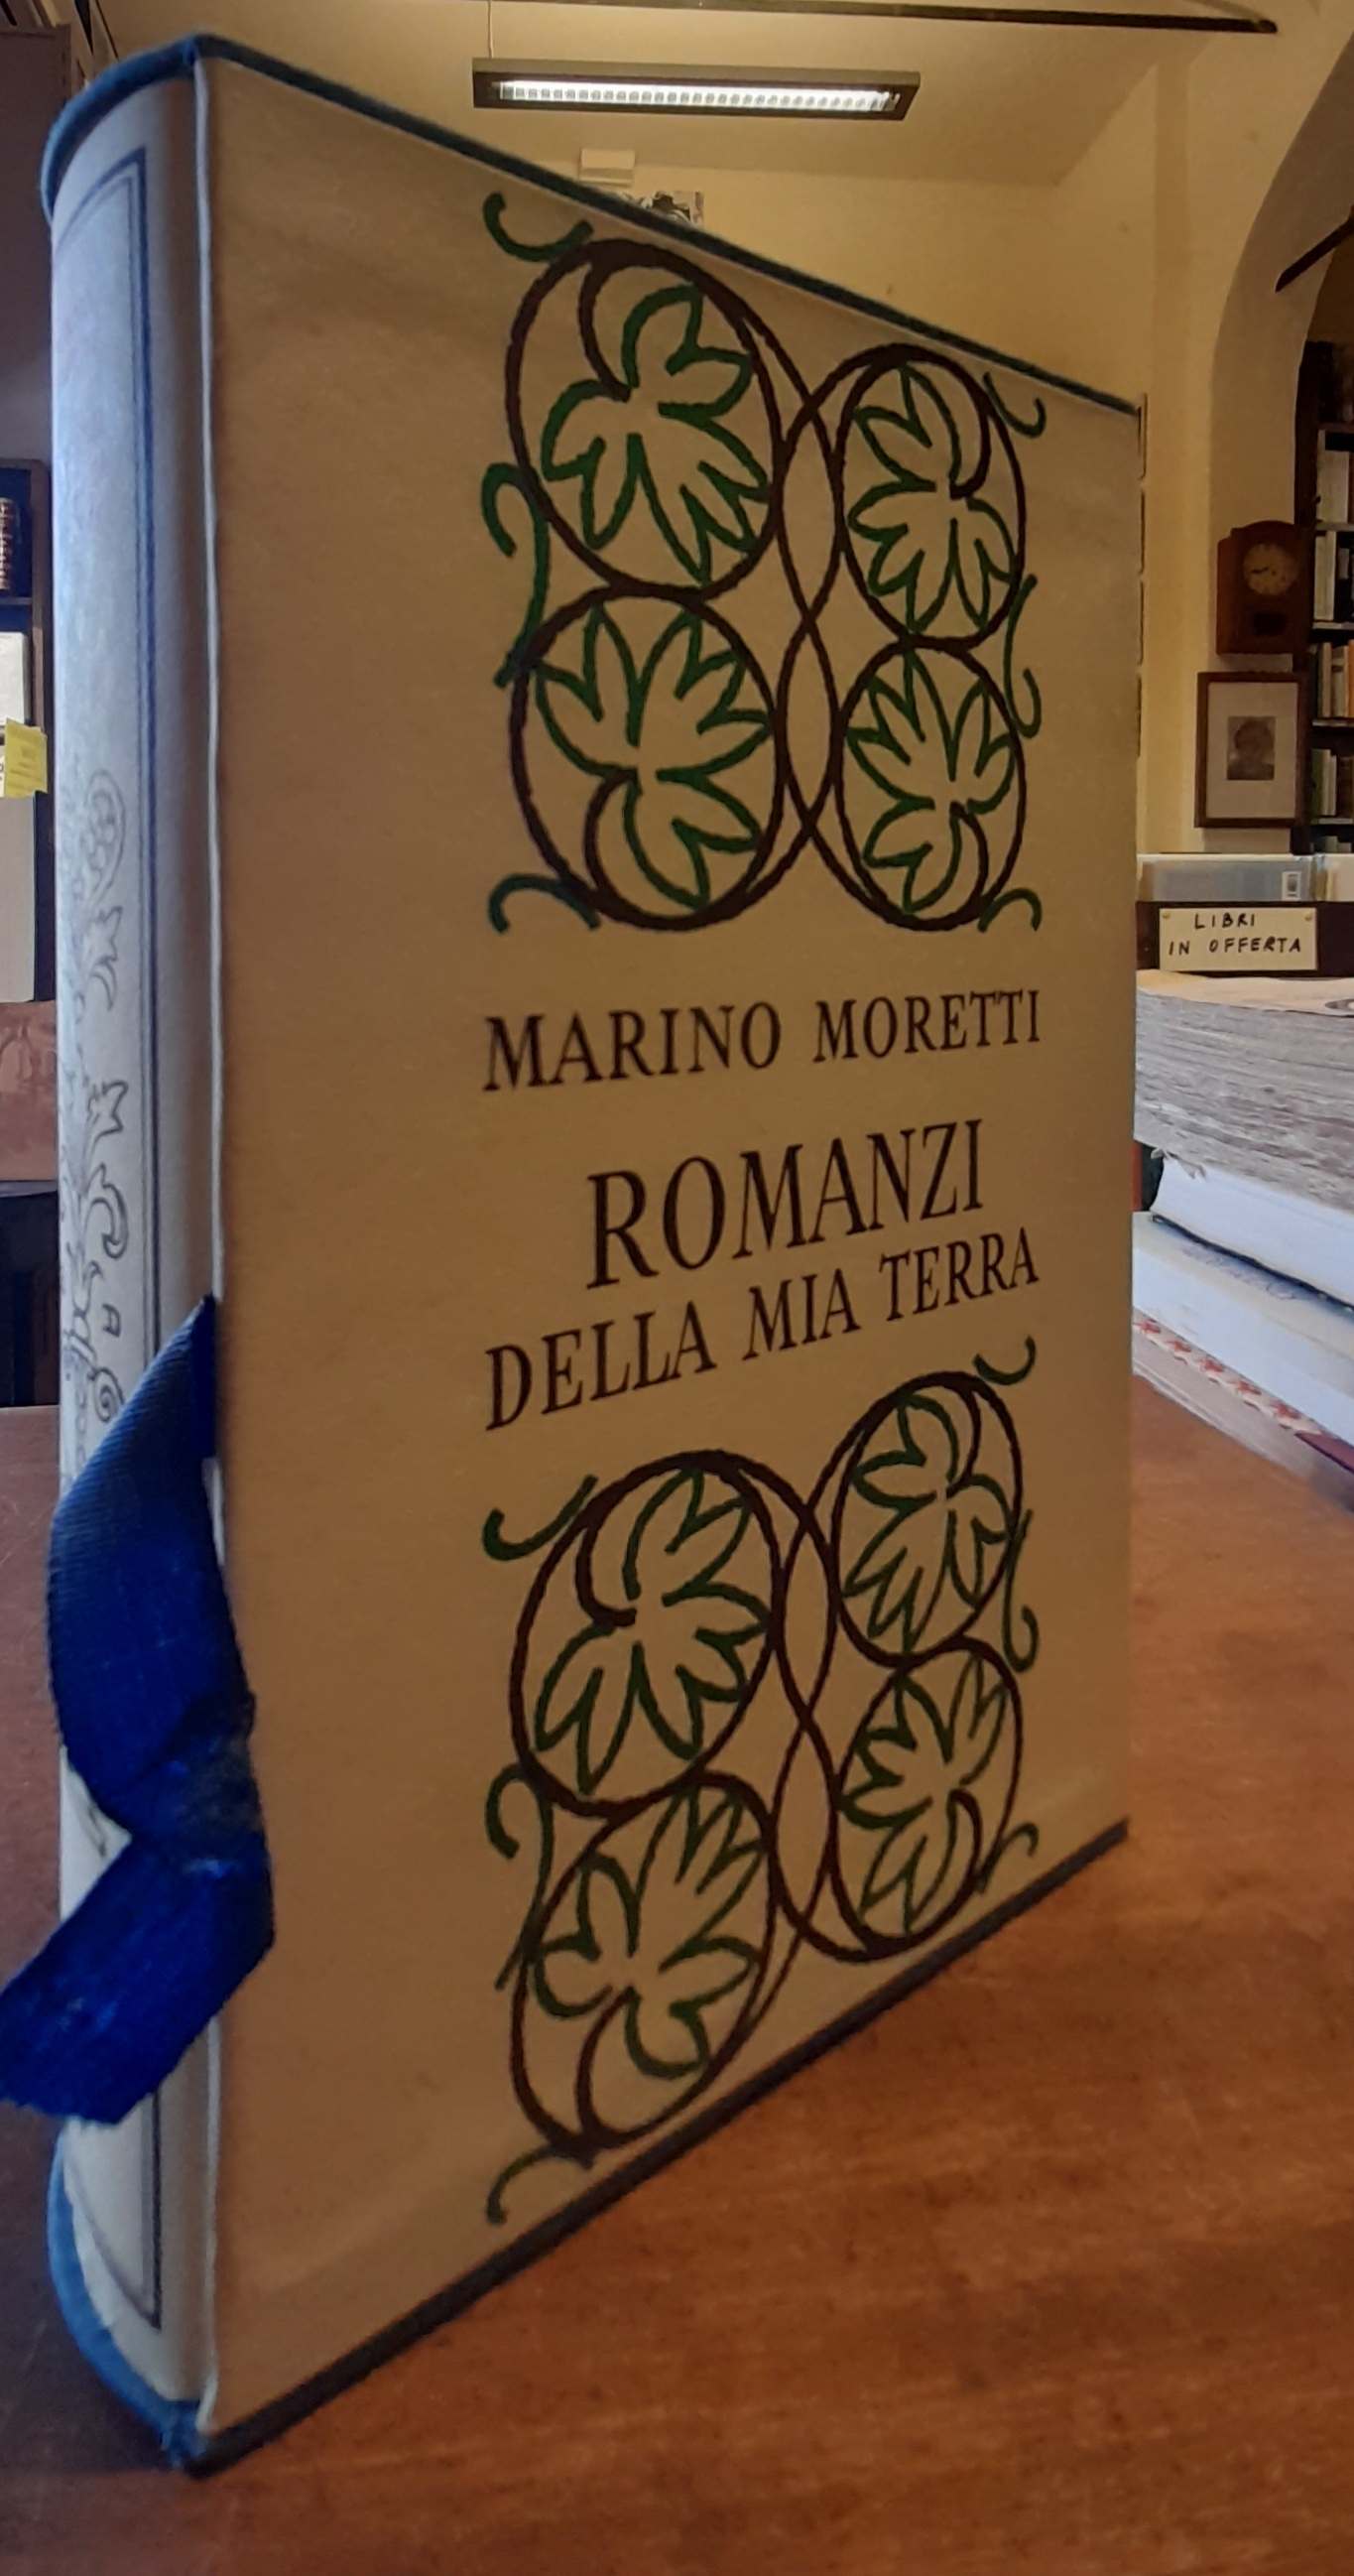 MARINO MORETTI
ROMANZI
DELLA MIA TERRA
LIBRI
IN OFFERTA